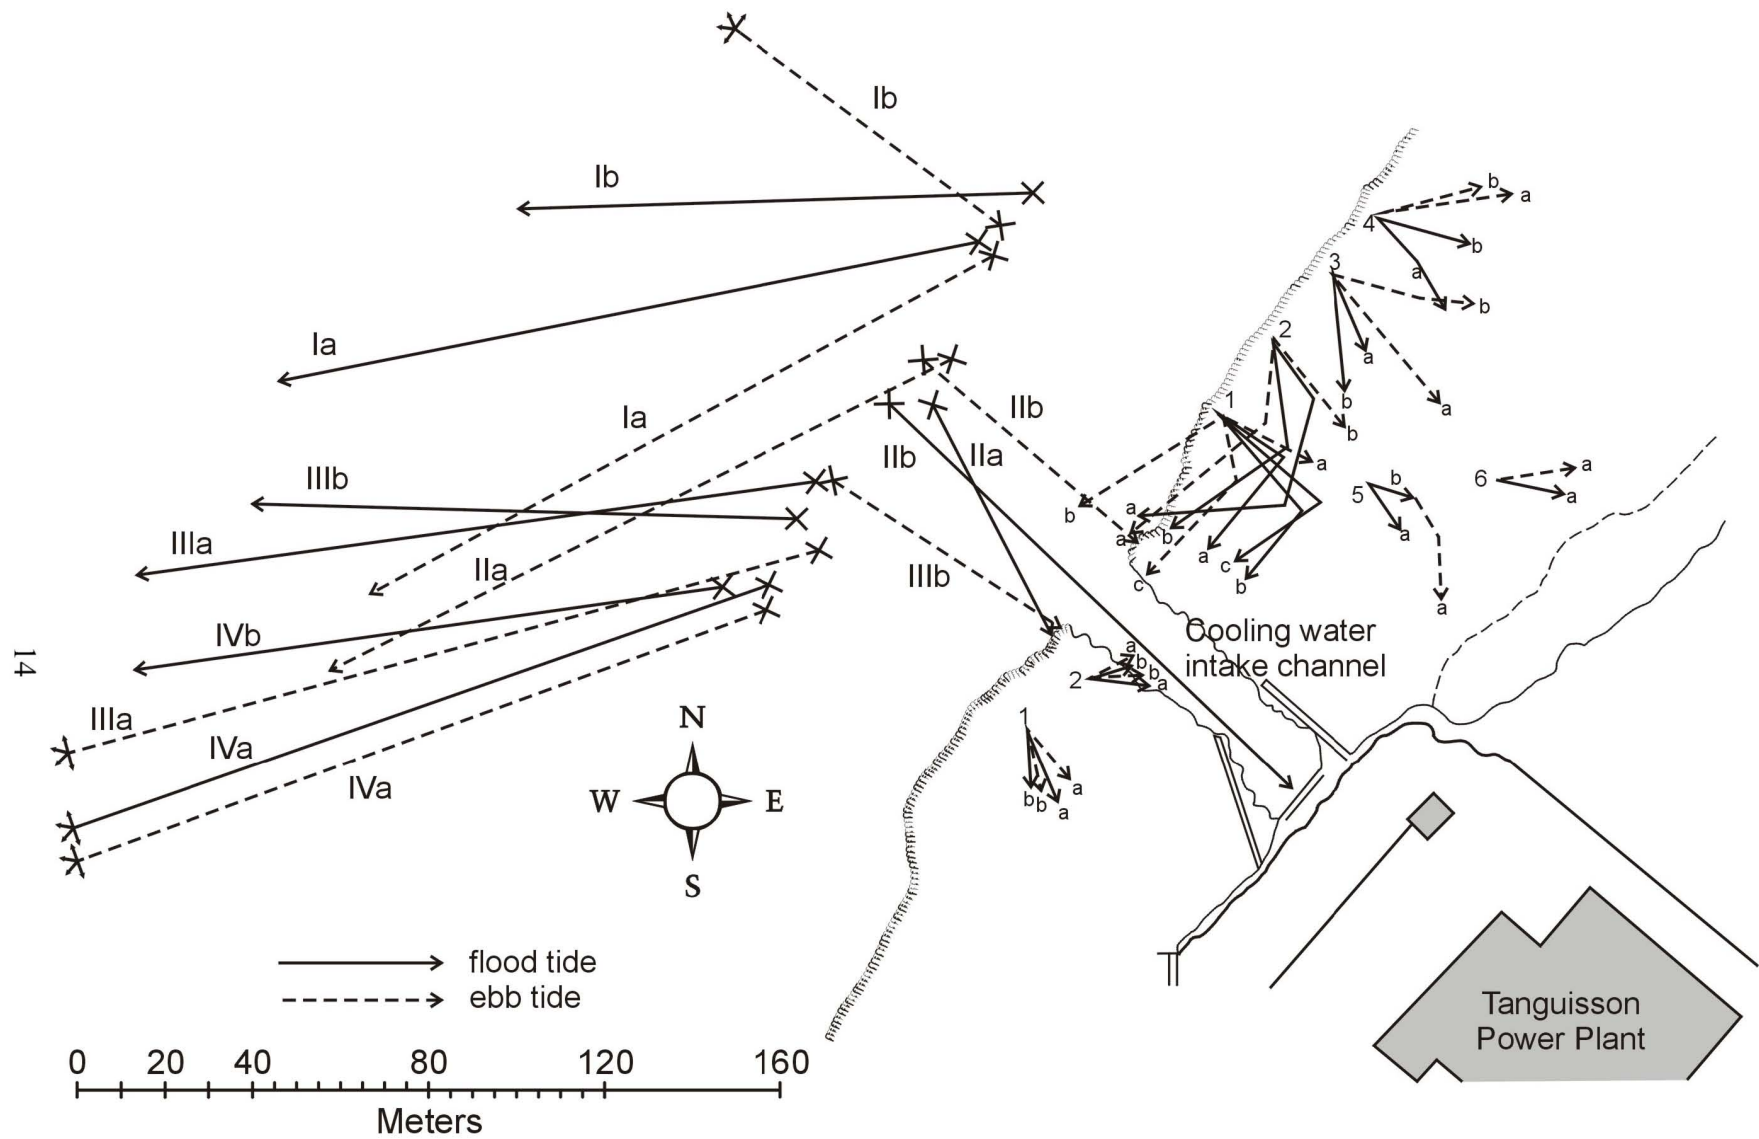 Ib
Ib
b
a
4
b
3
a
b
Ia
2
a
IIb
b
a
1
Ia
b
IIb
IIa
a
b
a
6
IIIb
5
a
b
a
IIIa
a
b
a
c
IIa
IIIb
c
b
a
IVb
Cooling water
intake channel
a
b
b
2
a
14
IIIa
1
IVa
N
IVa
W
E
a
b
b
a
S
flood tide
ebb tide
Tanguisson
Power Plant
0 20 40 80 120 160
Meters